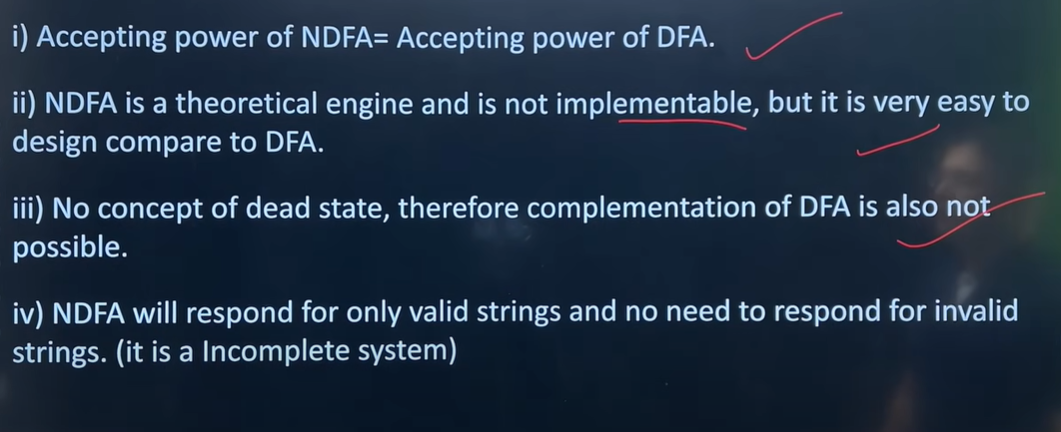 i) Accepting power of NDFA= Accepting power of DFA.
ii) NDFA is a theoretical engine and is not implementable, but it is very easy to
design compare to DFA.
iii) No concept of dead state, therefore complementation of DFA is also not
possible.
iv) NDFA will respond for only valid strings and no need to respond for invalid
strings. (it is a Incomplete system)